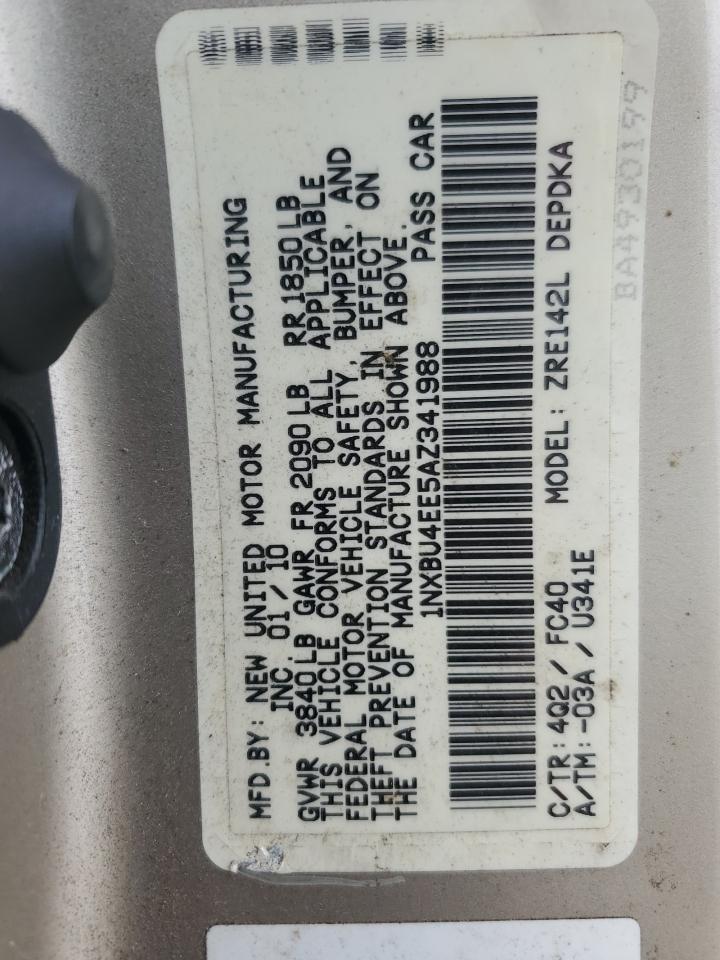 MFD.BY: NEW UNITED MOTOR MANUFACTURING
INC. 01/10
GVWR 3840LB GAWR FR 2090LB RR1850LB
THIS VEHICLE CONFORMS TO ALL APPLICABLE
FEDERAL MOTOR VEHICLE SAFETY, BUMPER, AND
THEFT PREVENTION STANDARDS IN EFFECT ON
THE DATE OF MANUFACTURE SHOWN ABOVE.
1NXBU4EE5AZ341988 PASS CAR
C/TR:4Q2/FC40 MODEL: ZRE142L DEPDKA
A/TM:-03A/U341E
BA4930199